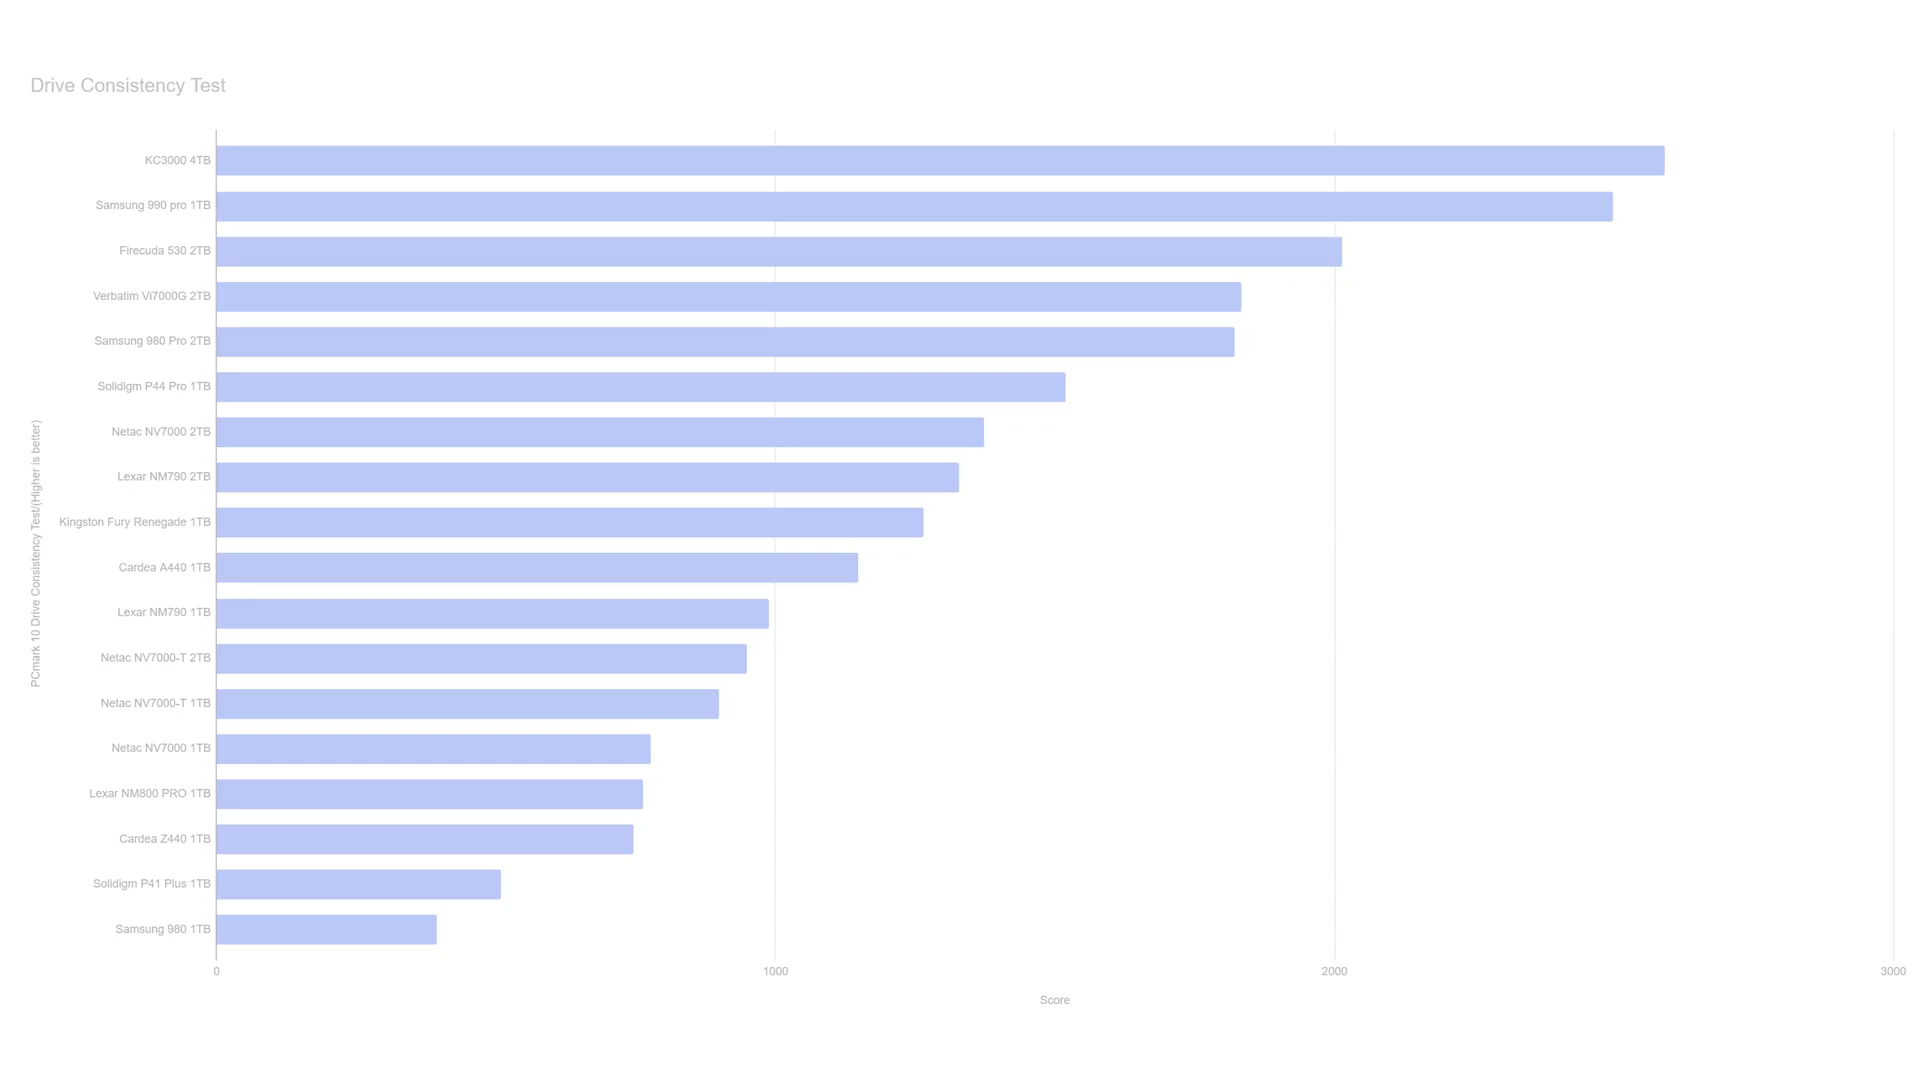 Drive Consistency Test
PCmark 10 Drive Consistency Test/(Higher is better)
KC3000 4TB
Samsung 990 pro 1TB
Firecuda 530 2TB
Verbatim Vi7000G 2TB
Samsung 980 Pro 2TB
Solidigm P44 Pro 1TB
Netac NV7000 2TB
Lexar NM790 2TB
Kingston Fury Renegade 1TB
Cardea A440 1TB
Lexar NM790 1TB
Netac NV7000-T 2TB
Netac NV7000-T 1TB
Netac NV7000 1TB
Lexar NM800 PRO 1TB
Cardea Z440 1TB
Solidigm P41 Plus 1TB
Samsung 980 1TB
0 1000 2000 3000
Score